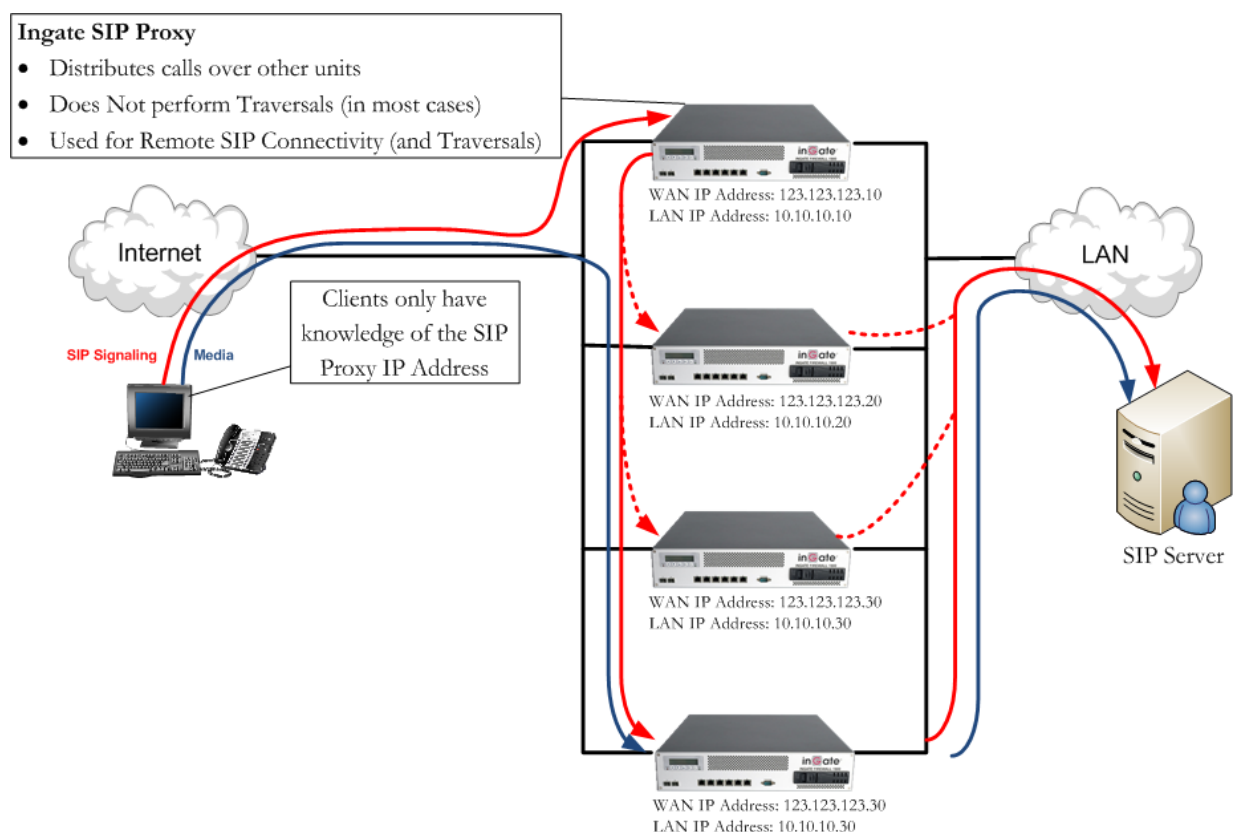 Ingate SIP Proxy
• Distributes calls over other units
• Does Not perform Traversals (in most cases)
• Used for Remote SIP Connectivity (and Traversals)
inGate
WAN IP Address: 123.123.123.10
LAN IP Address: 10.10.10.10
Internet
LAN
Clients only have
knowledge of the SIP
Proxy IP Address
SIP Signaling
Media
inGate
WAN IP Address: 123.123.123.20
LAN IP Address: 10.10.10.20
inGate
WAN IP Address: 123.123.123.30
LAN IP Address: 10.10.10.30
SIP Server
inGate
WAN IP Address: 123.123.123.30
LAN IP Address: 10.10.10.30